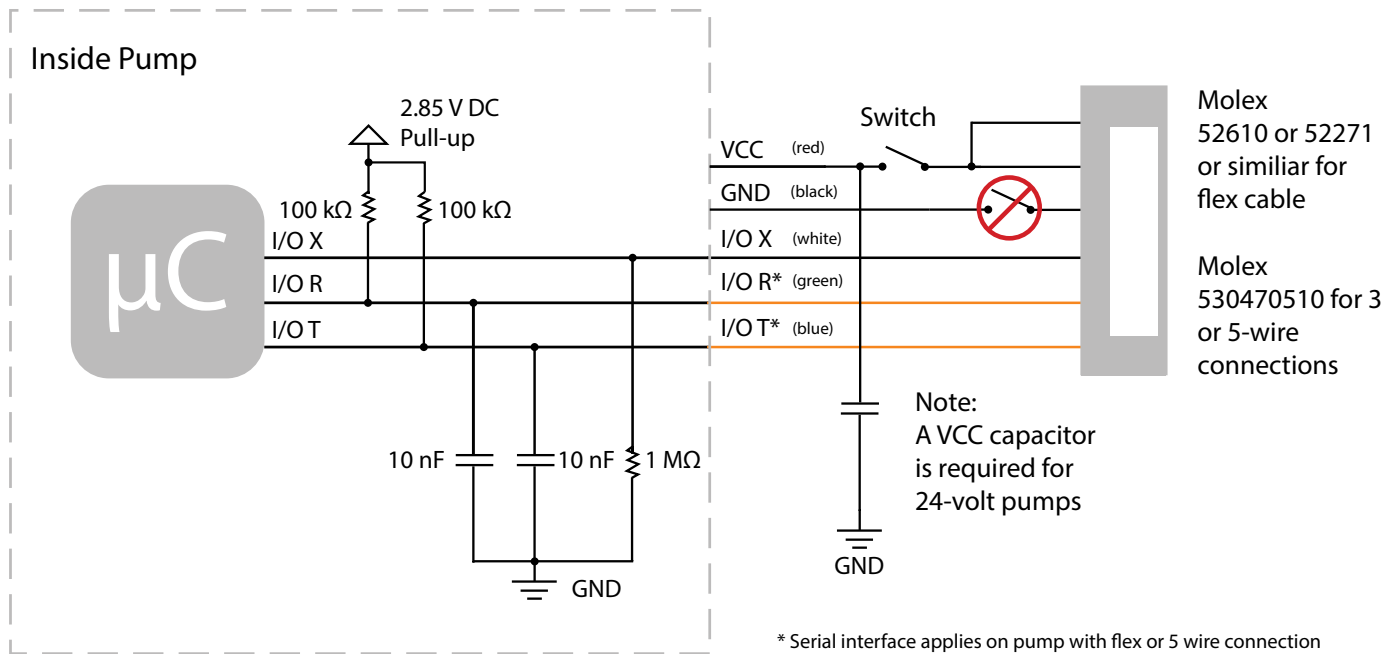 Inside Pump
2.85 V DC
Pull-up
100 kΩ
100 kΩ
µC
I/O X
I/O R
I/O T
10 nF
10 nF
1 MΩ
GND
VCC (red)
GND (black)
I/O X (white)
I/O R* (green)
I/O T* (blue)
Switch
Note:
A VCC capacitor
is required for
24-volt pumps
GND
Molex
52610 or 52271
or similiar for
flex cable
Molex
530470510 for 3
or 5-wire
connections
* Serial interface applies on pump with flex or 5 wire connection